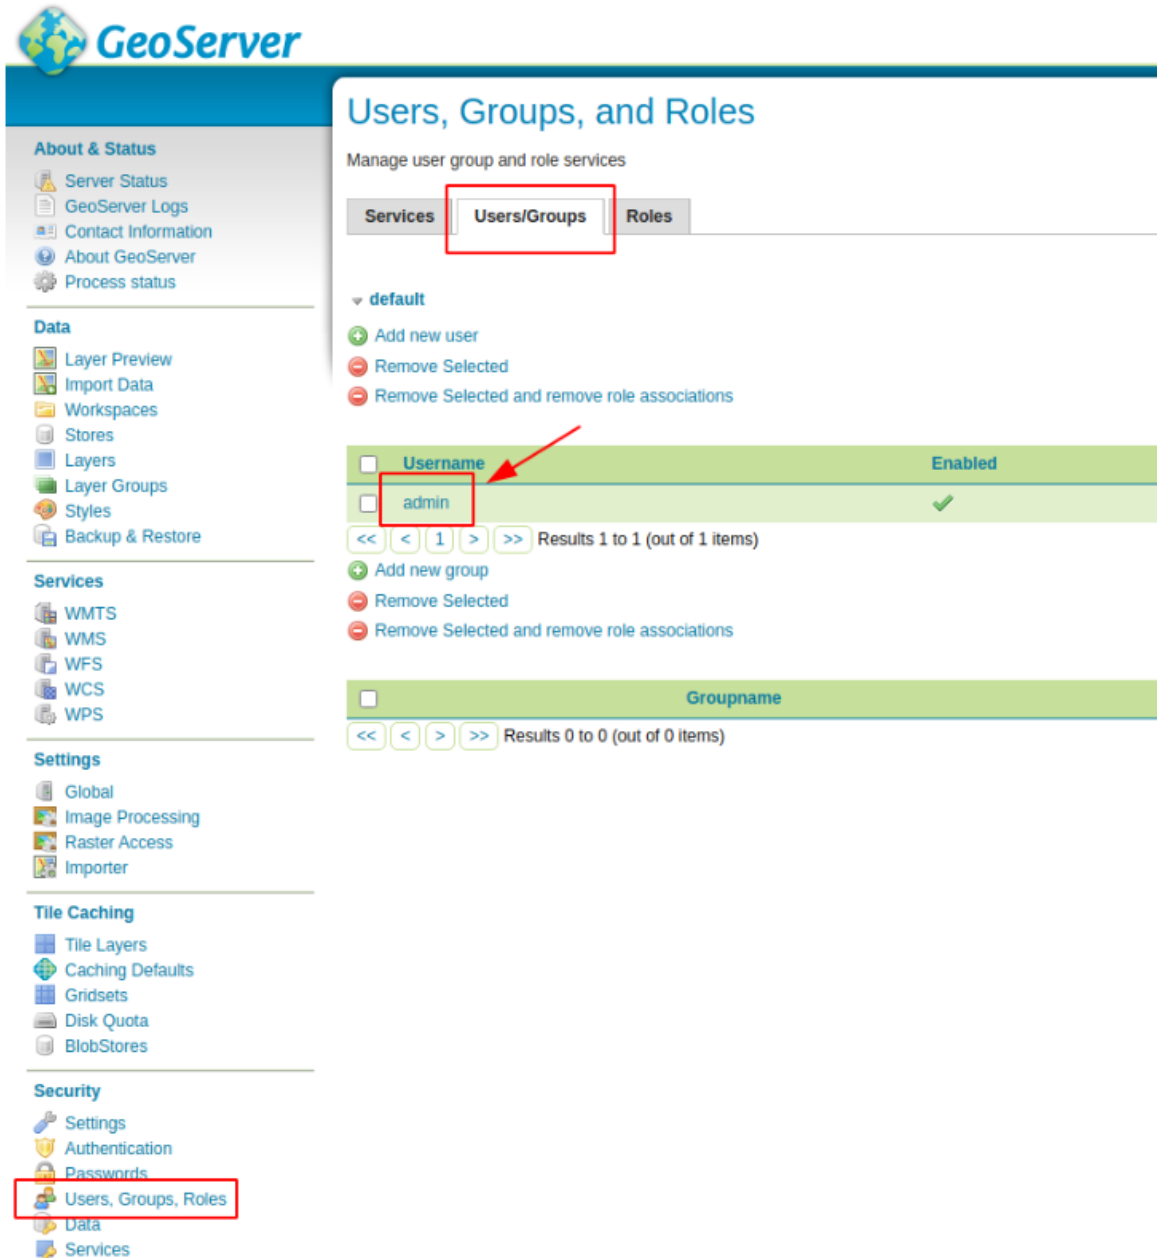 GeoServer
About & Status
Server Status
GeoServer Logs
Contact Information
About GeoServer
Process status
Data
Layer Preview
Import Data
Workspaces
Stores
Layers
Layer Groups
Styles
Backup & Restore
Services
WMTS
WMS
WFS
WCS
WPS
Settings
Global
Image Processing
Raster Access
Importer
Tile Caching
Tile Layers
Caching Defaults
Gridsets
Disk Quota
BlobStores
Security
Settings
Authentication
Passwords
Users, Groups, Roles
Data
Services
Users, Groups, and Roles
Manage user group and role services
Services Users/Groups Roles
default
Add new user
Remove Selected
Remove Selected and remove role associations
Username Enabled
admin
<< < 1 > >> Results 1 to 1 (out of 1 items)
Add new group
Remove Selected
Remove Selected and remove role associations
Groupname
<< < > >> Results 0 to 0 (out of 0 items)